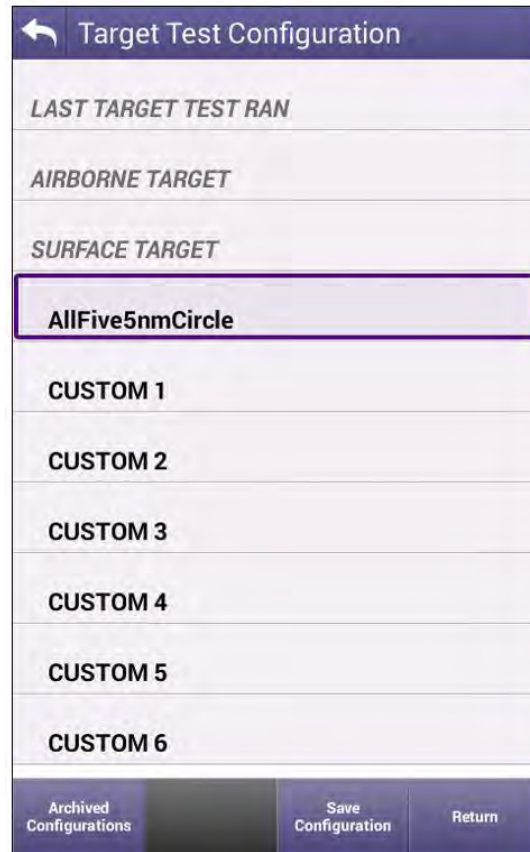 Target Test Configuration
LAST TARGET TEST RAN
AIRBORNE TARGET
SURFACE TARGET
AllFive5nmCircle
CUSTOM 1
CUSTOM 2
CUSTOM 3
CUSTOM 4
CUSTOM 5
CUSTOM 6
Archived
Configurations
Save
Configuration
Return